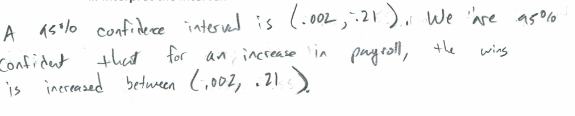 A 95% confidence interval is (.002, .21). We are 95%
confident that for an increase in payroll, the wins
is increased between (.002, .21).